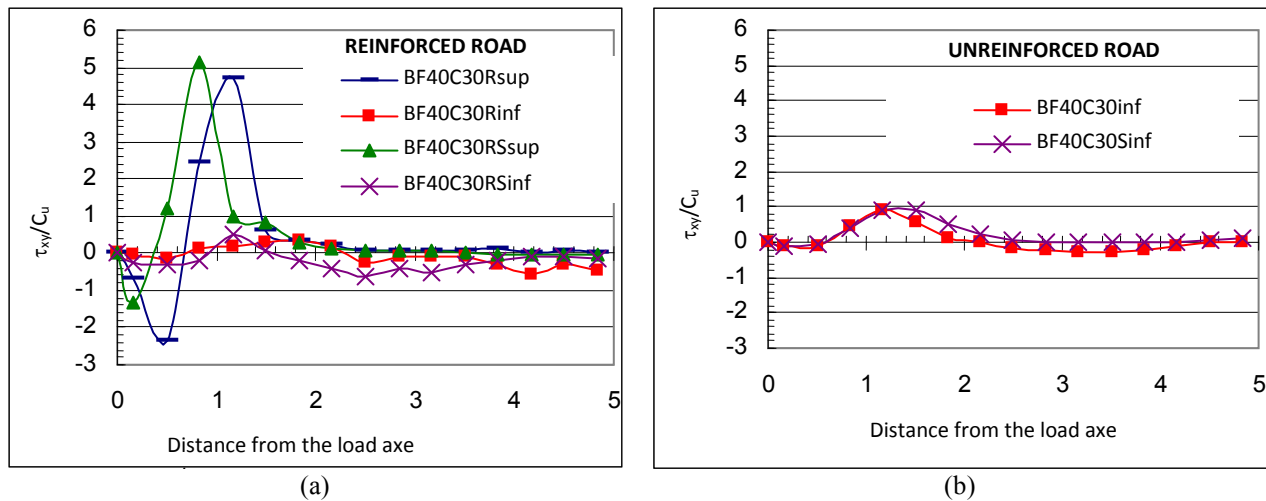 REINFORCED ROAD
BF40C30Rsup
BF40C30Rinf
BF40C30RSsup
BF40C30RSinf
τxy/Cu
6
5
4
3
2
1
0
-1
-2
-3
0 1 2 3 4 5
Distance from the load axe
(a)
UNREINFORCED ROAD
BF40C30inf
BF40C30Sinf
τxy/Cu
6
5
4
3
2
1
0
-1
-2
-3
0 1 2 3 4 5
Distance from the load axe
(b)